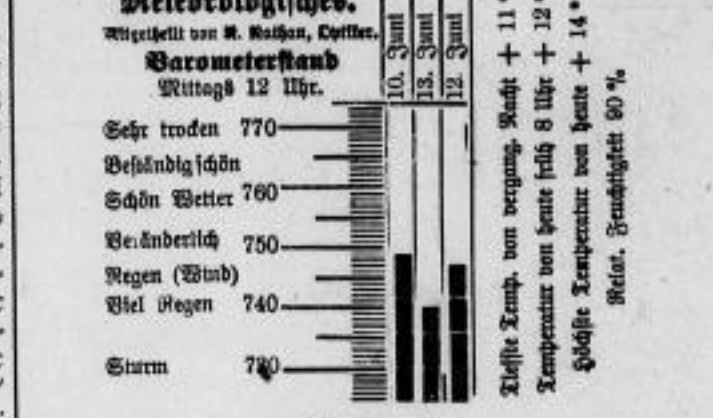 Meteorologisches.
Mitgetheilt von R. Nathan, Optiker.
Barometerstand
Mittags 12 Uhr.
10. Juni
13. Juni
12. Juni
Sehr trocken 770
Beständig schön
Schön Wetter 760
Veränderlich 750
Regen (Wind)
Viel Regen 740
Sturm 730
Tiefste Temp. von vergang. Nacht + 11 °
Temperatur von heute früh 8 Uhr + 12 °
Höchste Temperatur von heute + 14 °
Relat. Feuchtigkeit 90 %